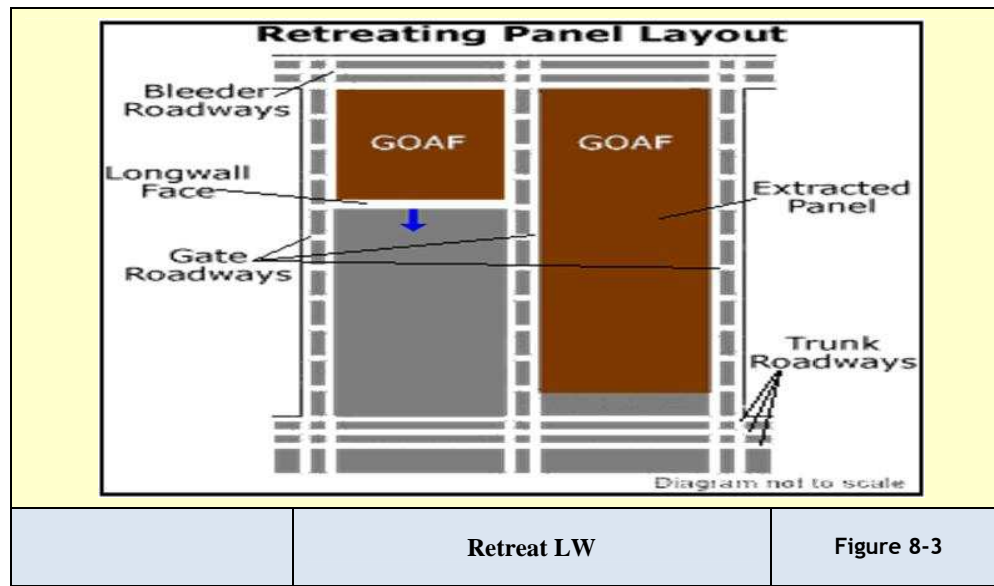 Retreating Panel Layout
Bleeder
Roadways
GOAF
GOAF
Longwall
Face
Extracted
Panel
Gate
Roadways
Trunk
Roadways
Diagram not to scale
Retreat LW
Figure 8-3